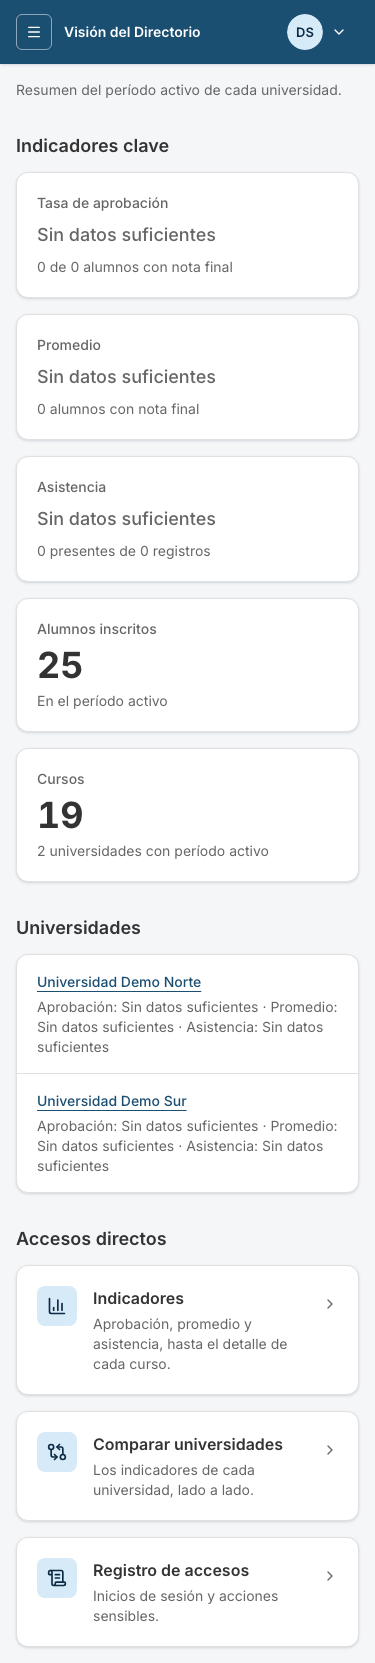 Visión del Directorio
DS
Resumen del período activo de cada universidad.
Indicadores clave
Tasa de aprobación
Sin datos suficientes
0 de 0 alumnos con nota final
Promedio
Sin datos suficientes
0 alumnos con nota final
Asistencia
Sin datos suficientes
0 presentes de 0 registros
Alumnos inscritos
25
En el período activo
Cursos
19
2 universidades con período activo
Universidades
Universidad Demo Norte
Aprobación: Sin datos suficientes · Promedio:
Sin datos suficientes · Asistencia: Sin datos
suficientes
Universidad Demo Sur
Aprobación: Sin datos suficientes · Promedio:
Sin datos suficientes · Asistencia: Sin datos
suficientes
Accesos directos
Indicadores
Aprobación, promedio y
asistencia, hasta el detalle de
cada curso.
Comparar universidades
Los indicadores de cada
universidad, lado a lado.
Registro de accesos
Inicios de sesión y acciones
sensibles.